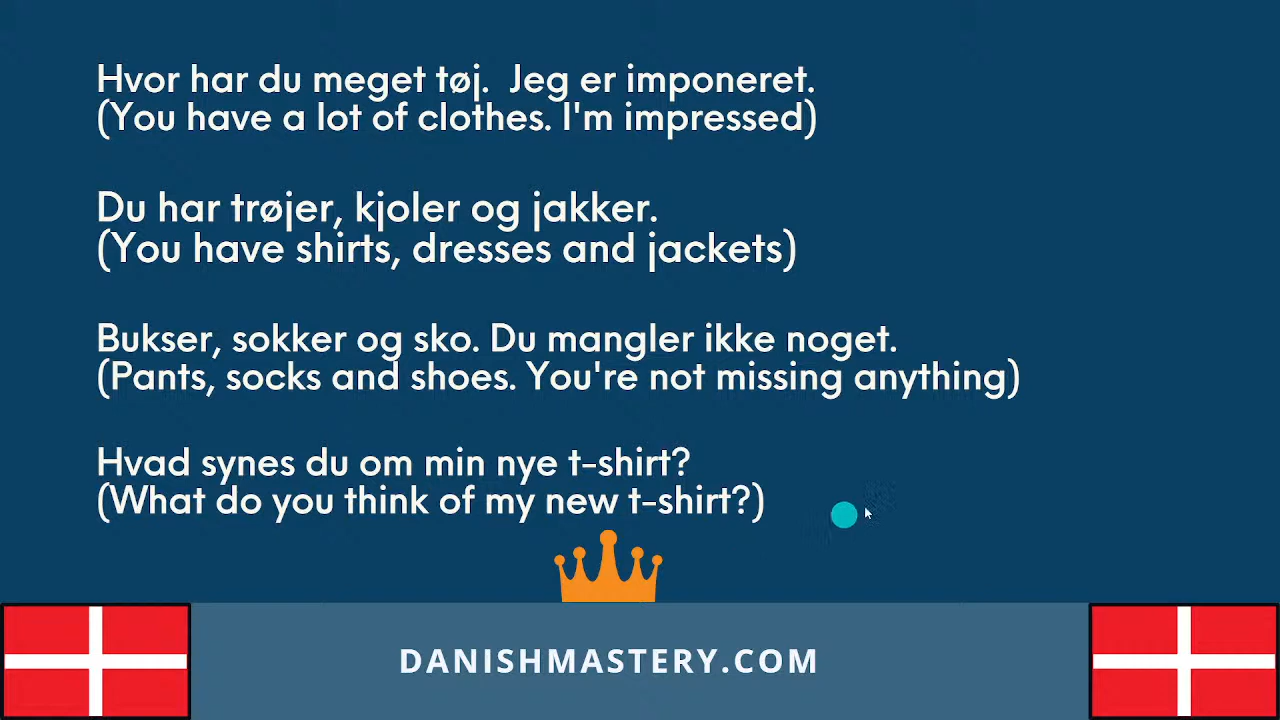 Hvor har du meget tøj.  Jeg er imponeret.
(You have a lot of clothes. I'm impressed)
Du har trøjer, kjoler og jakker.
(You have shirts, dresses and jackets)
Bukser, sokker og sko. Du mangler ikke noget.
(Pants, socks and shoes. You're not missing anything)
Hvad synes du om min nye t-shirt?
(What do you think of my new t-shirt?)
DANISHMASTERY.COM